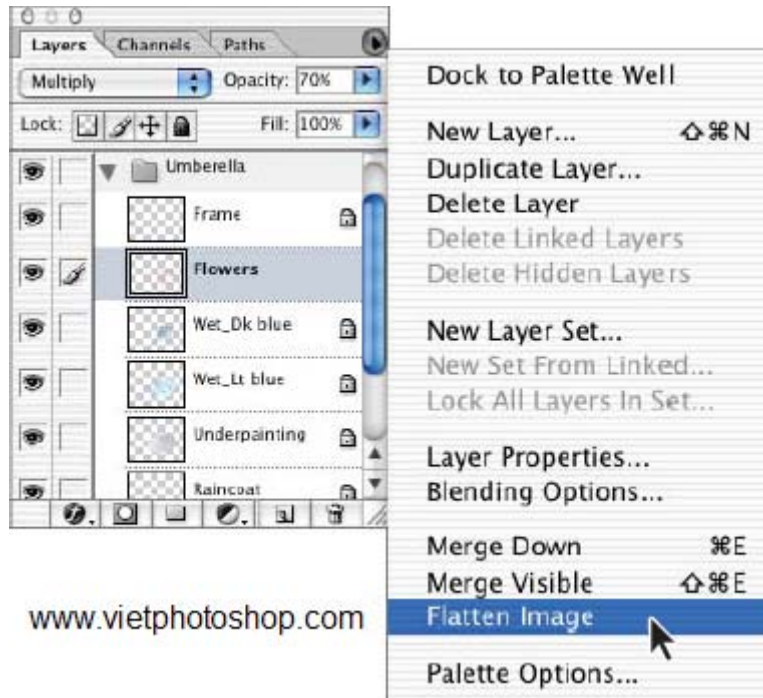 Layers Channels Paths
Multiply Opacity: 70%
Lock: Fill: 100%
Umberella
Frame
Flowers
Wet_Dk blue
Wet_Lt blue
Underpainting
Raincoat
www.vietphotoshop.com
Dock to Palette Well
New Layer... ⇧⌘N
Duplicate Layer...
Delete Layer
Delete Linked Layers
Delete Hidden Layers
New Layer Set...
New Set From Linked...
Lock All Layers In Set...
Layer Properties...
Blending Options...
Merge Down ⌘E
Merge Visible ⇧⌘E
Flatten Image
Palette Options...